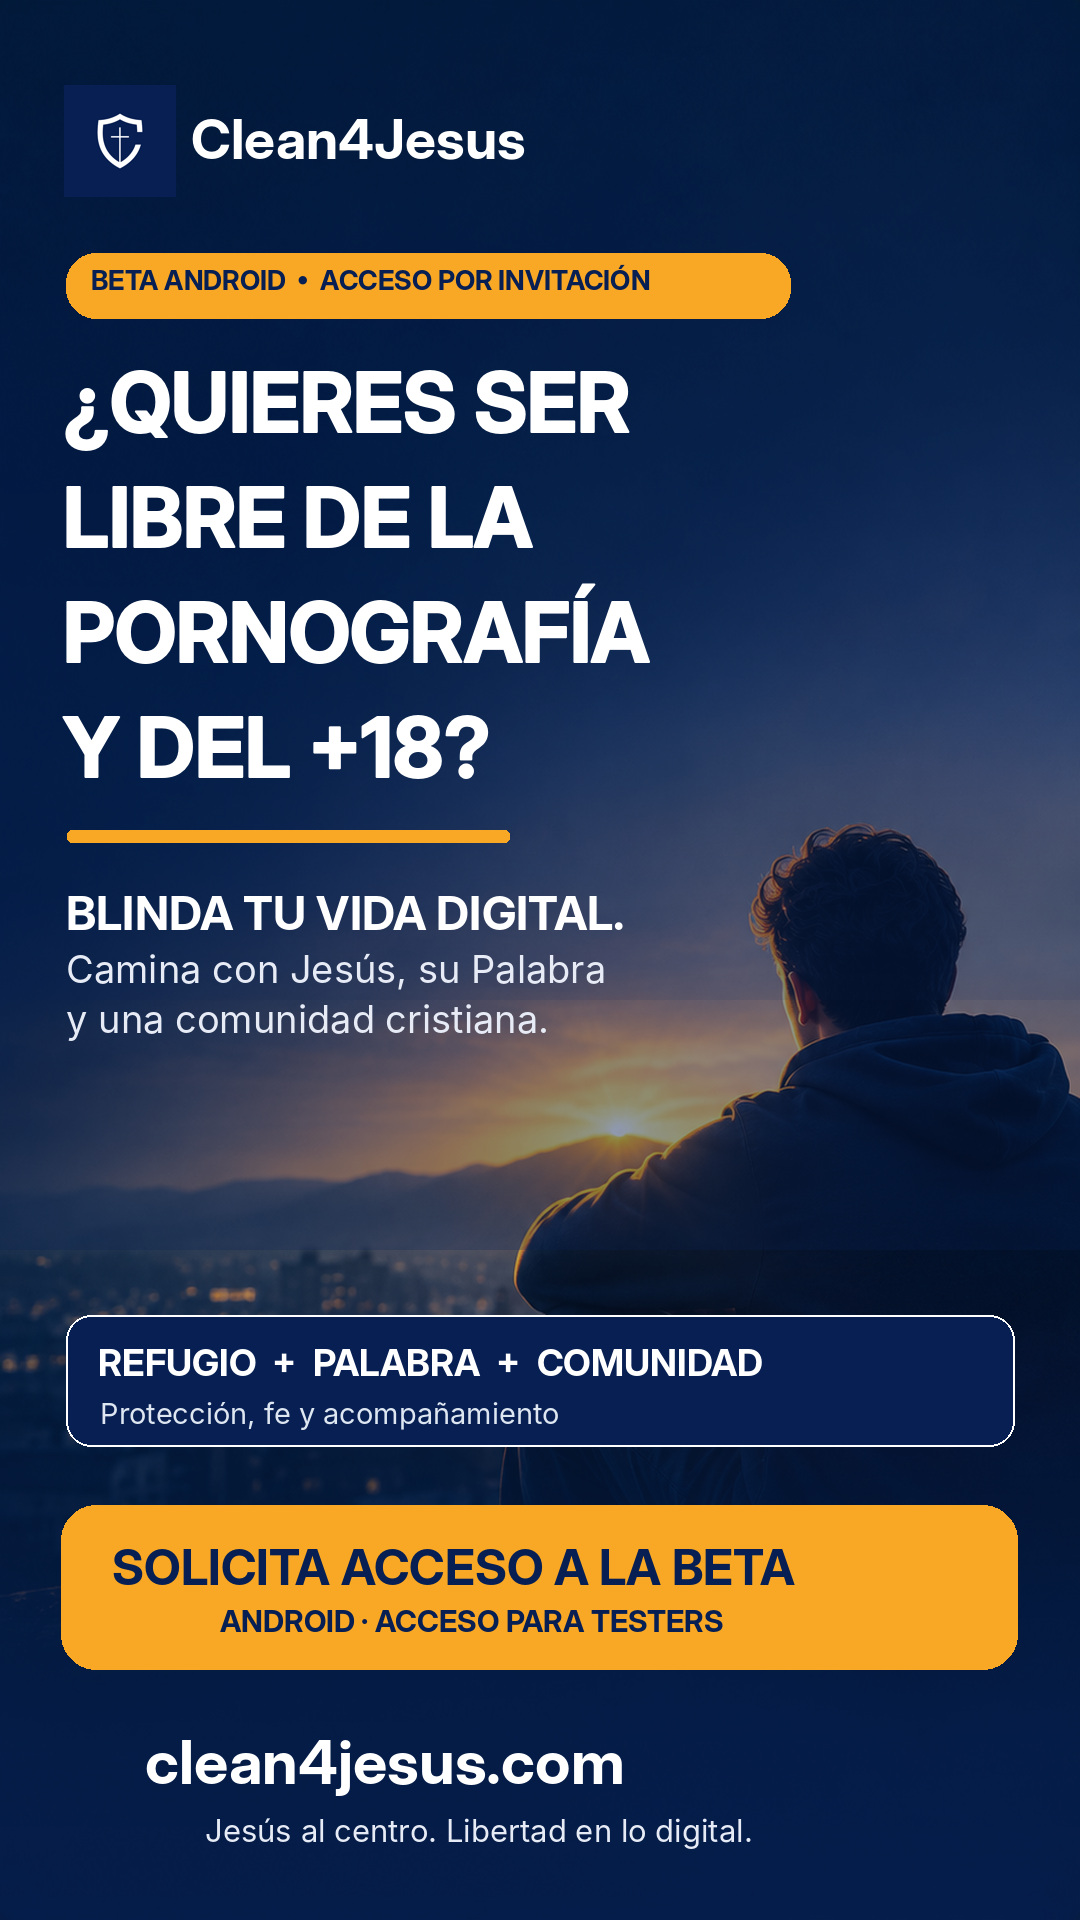 Clean4Jesus
BETA ANDROID • ACCESO POR INVITACIÓN
¿QUIERES SER
LIBRE DE LA
PORNOGRAFÍA
Y DEL +18?
BLINDA TU VIDA DIGITAL.
Camina con Jesús, su Palabra
y una comunidad cristiana.
REFUGIO + PALABRA + COMUNIDAD
Protección, fe y acompañamiento
SOLICITA ACCESO A LA BETA
ANDROID · ACCESO PARA TESTERS
clean4jesus.com
Jesús al centro. Libertad en lo digital.